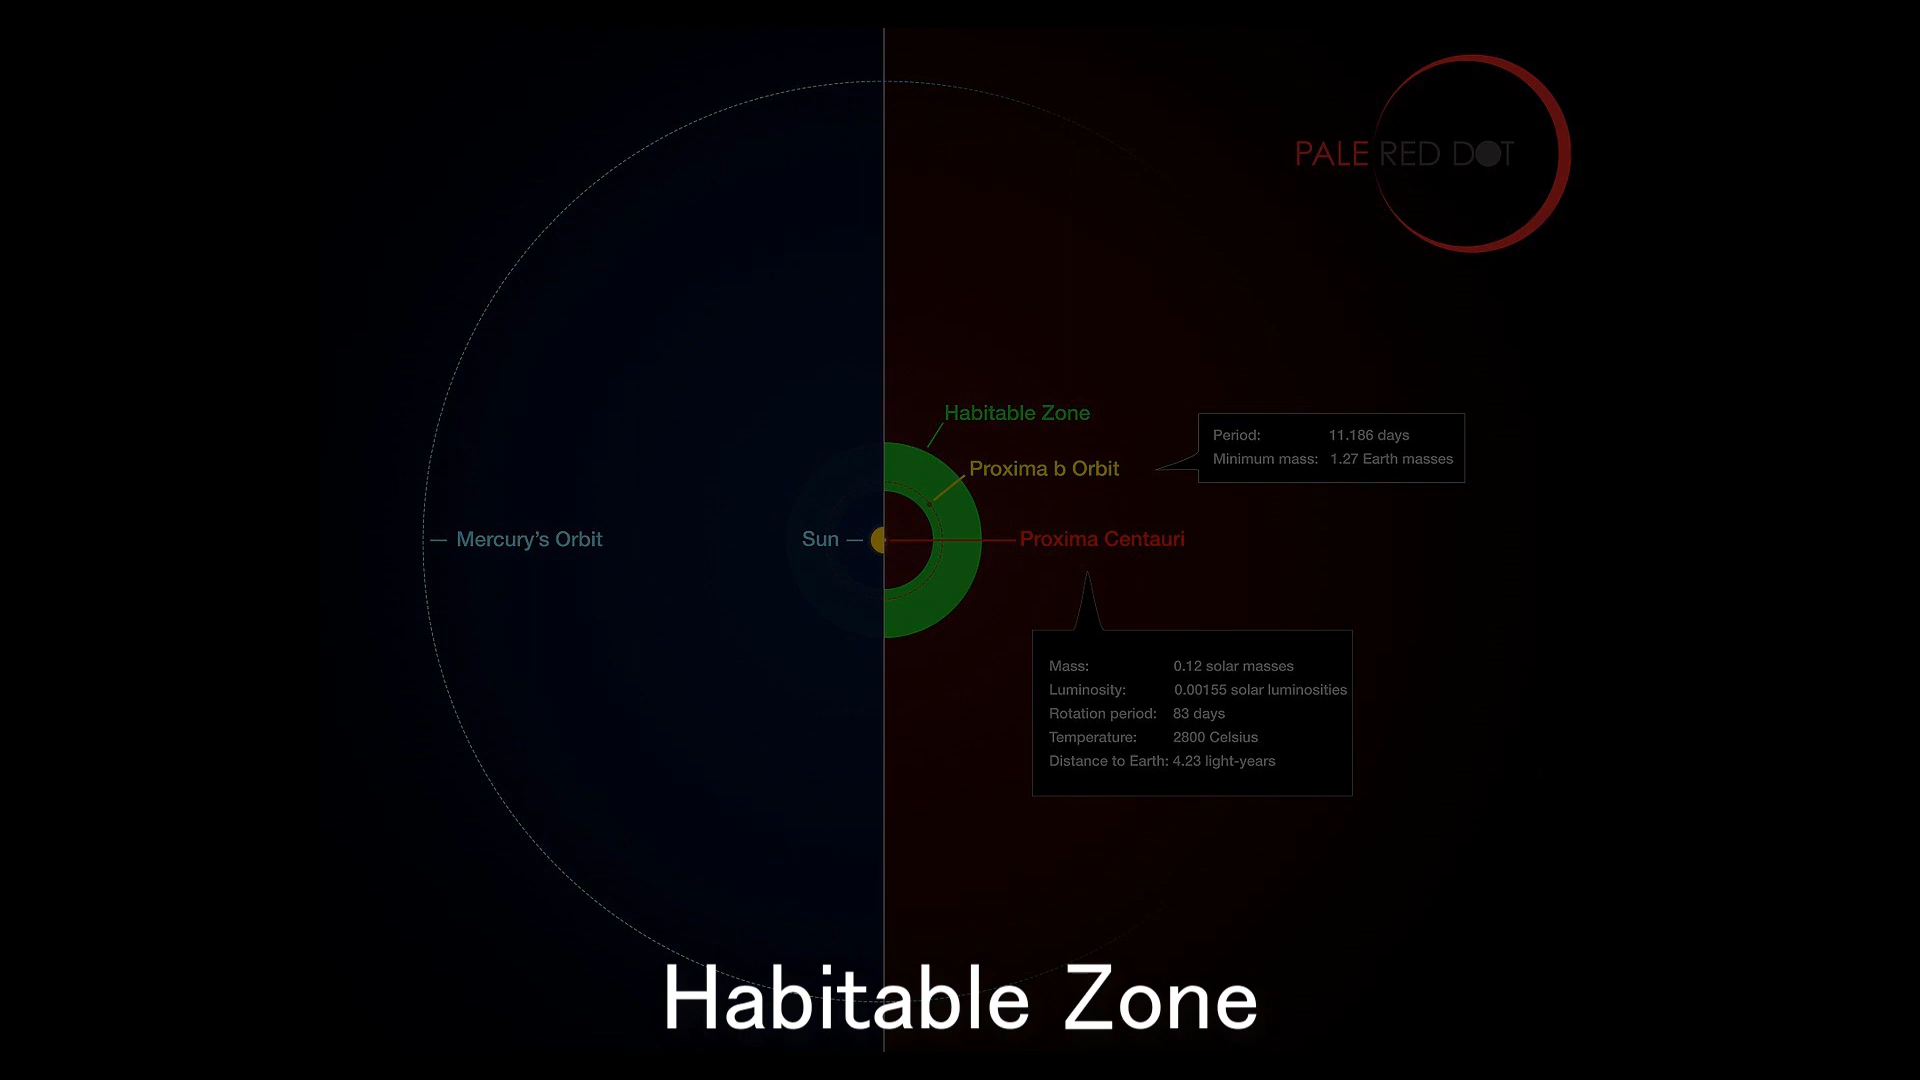 PALE RED DOT
Habitable Zone
Proxima b Orbit
Period: 11.186 days
Minimum mass: 1.27 Earth masses
Mercury’s Orbit
Sun
Proxima Centauri
Mass: 0.12 solar masses
Luminosity: 0.00155 solar luminosities
Rotation period: 83 days
Temperature: 2800 Celsius
Distance to Earth: 4.23 light-years
Habitable Zone